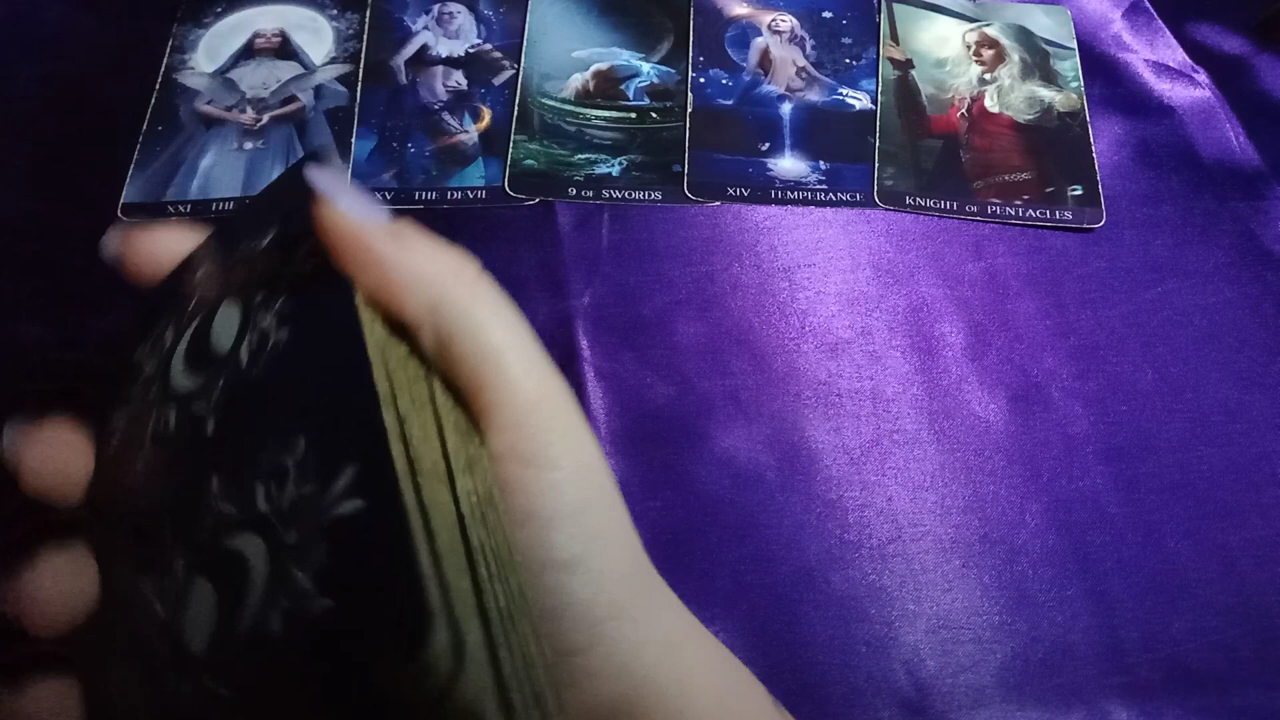 XXI · THE
XV · THE DEVIL
9 OF SWORDS
XIV · TEMPERANCE
KNIGHT OF PENTACLES